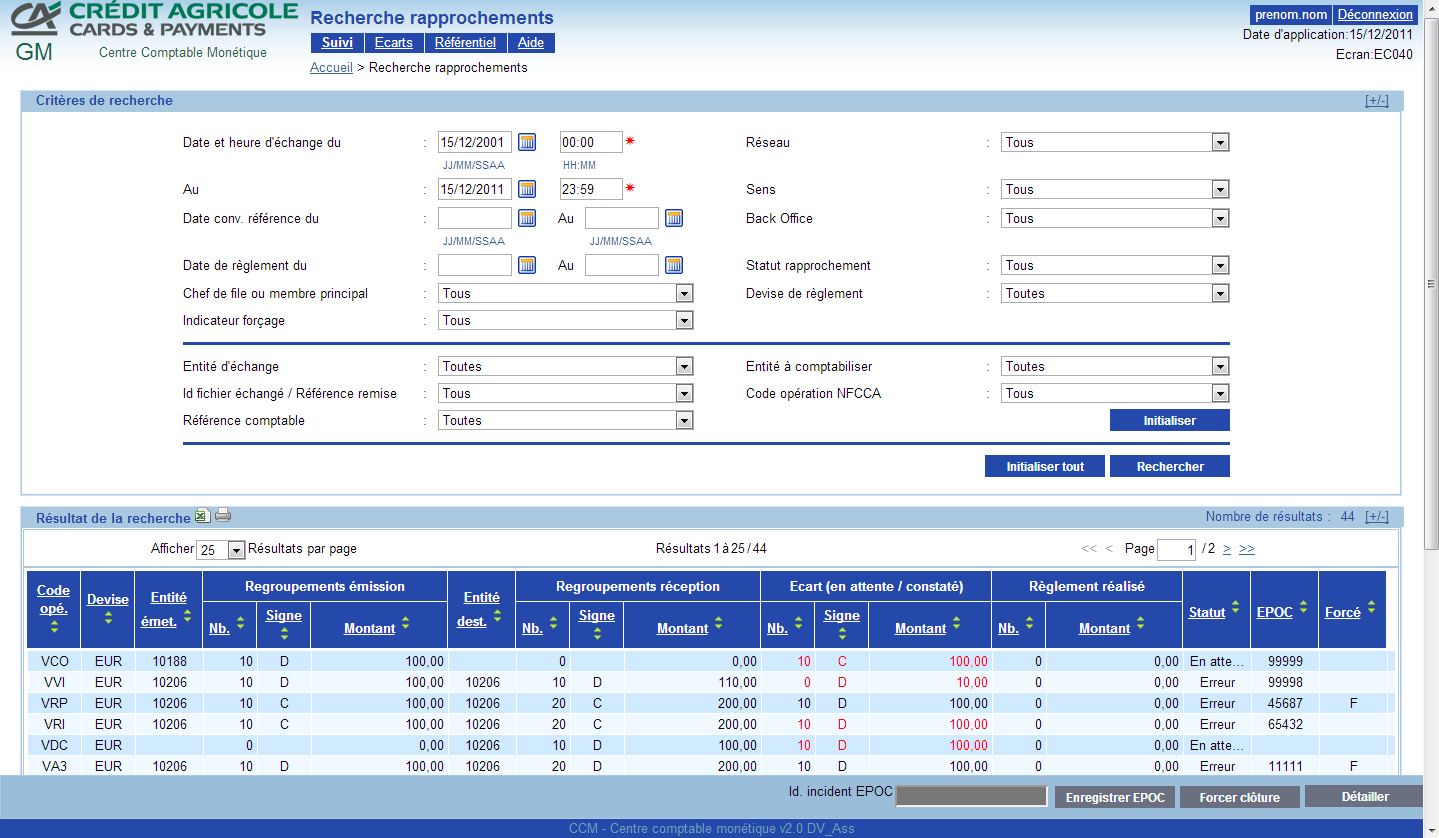 CRÉDIT AGRICOLE
CARDS & PAYMENTS
GM Centre Comptable Monétique
Recherche rapprochements
Suivi Ecarts Référentiel Aide
Accueil > Recherche rapprochements
prenom.nom Déconnexion
Date d'application:15/12/2011
Ecran:EC040
Critères de recherche [+/-]
Date et heure d'échange du : 15/12/2001 00:00 * Réseau : Tous
JJ/MM/SSAA HH:MM
Au : 15/12/2011 23:59 * Sens : Tous
Date conv. référence du : Au Back Office : Tous
JJ/MM/SSAA JJ/MM/SSAA
Date de règlement du : Au Statut rapprochement : Tous
Chef de file ou membre principal : Tous Devise de règlement : Toutes
Indicateur forçage : Tous
Entité d'échange : Toutes Entité à comptabiliser : Toutes
Id fichier échangé / Référence remise : Tous Code opération NFCCA : Tous
Référence comptable : Toutes Initialiser
Initialiser tout Rechercher
Résultat de la recherche Nombre de résultats : 44 [+/-]
Afficher 25 Résultats par page Résultats 1 à 25 / 44 << < Page 1 / 2 > >>
Code opé. Devise Entité émet. Regroupements émission Entité dest. Regroupements réception Ecart (en attente / constaté) Règlement réalisé Statut EPOC Forcé
Nb. Signe Montant Nb. Signe Montant Nb. Signe Montant Nb. Montant
VCO EUR 10188 10 D 100,00 0 0,00 10 C 100,00 0 0,00 En atte... 99999
VVI EUR 10206 10 D 100,00 10206 10 D 110,00 0 D 10,00 0 0,00 Erreur 99998
VRP EUR 10206 10 C 100,00 10206 20 C 200,00 10 D 100,00 0 0,00 Erreur 45687 F
VRI EUR 10206 10 C 100,00 10206 20 C 200,00 10 D 100,00 0 0,00 Erreur 65432
VDC EUR 0 0,00 10206 10 D 100,00 10 D 100,00 0 0,00 En atte...
VA3 EUR 10206 10 D 100,00 10206 20 D 200,00 10 D 100,00 0 0,00 Erreur 11111 F
Id. incident EPOC Enregistrer EPOC Forcer clôture Détailler
CCM - Centre comptable monétique v2.0 DV_Ass